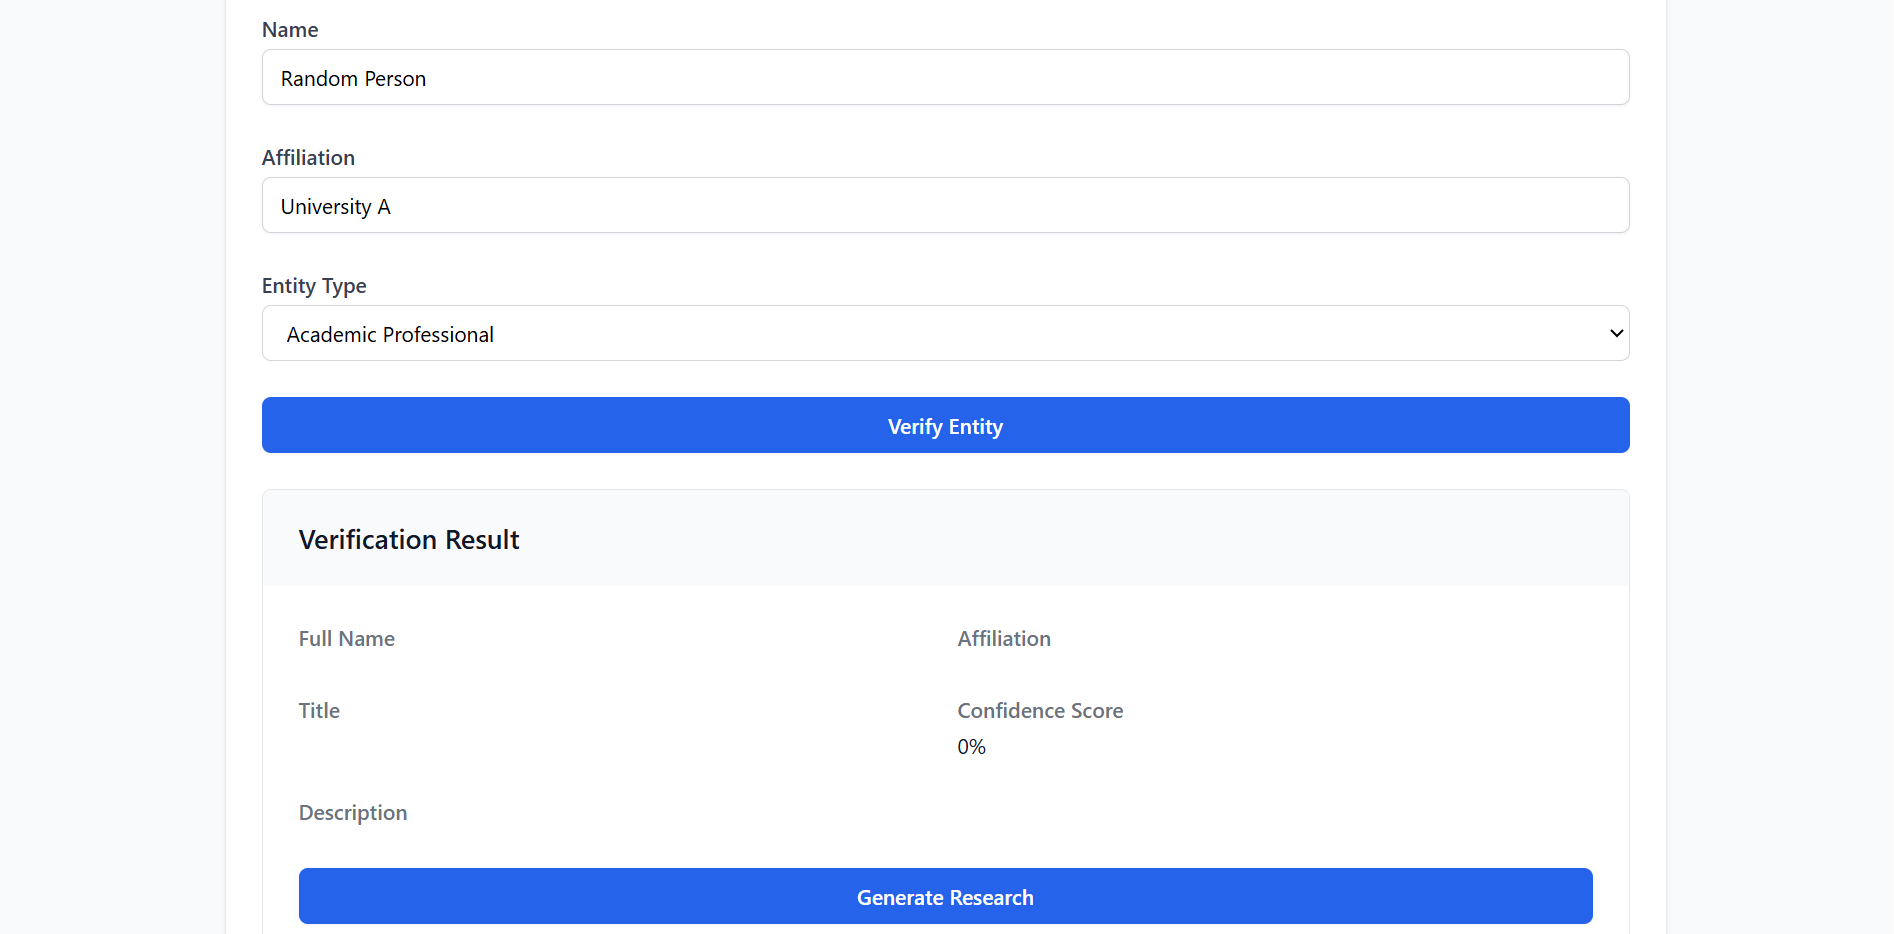 Name
Random Person
Affiliation
University A
Entity Type
Academic Professional
Verify Entity
Verification Result
Full Name
Affiliation
Title
Confidence Score
0%
Description
Generate Research